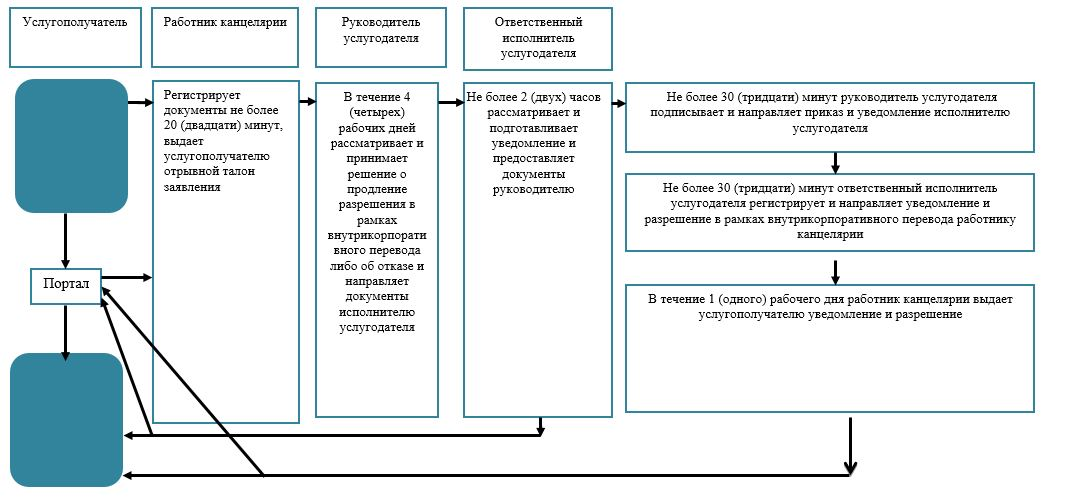 Услугополучатель
Работник канцелярии
Руководитель
услугодателя
Ответственный
исполнитель
услугодателя
Регистрирует
документы не более
20 (двадцати) минут,
выдает
услугополучателю
отрывной талон
заявления
В течение 4
(четырех)
рабочих дней
рассматривает и
принимает
решение о
продление
разрешения в
рамках
внутрикорпорати
вного перевода
либо об отказе и
направляет
документы
исполнителю
услугодателя
Не более 2 (двух) часов
рассматривает и
подготавливает
уведомление и
предоставляет
документы
руководителю
Не более 30 (тридцати) минут руководитель услугодателя
подписывает и направляет приказ и уведомление исполнителю
услугодателя
Не более 30 (тридцати) минут ответственный исполнитель
услугодателя регистрирует и направляет уведомление и
разрешение в рамках внутрикорпоративного перевода работнику
канцелярии
В течение 1 (одного) рабочего дня работник канцелярии выдает
услугополучателю уведомление и разрешение
Портал